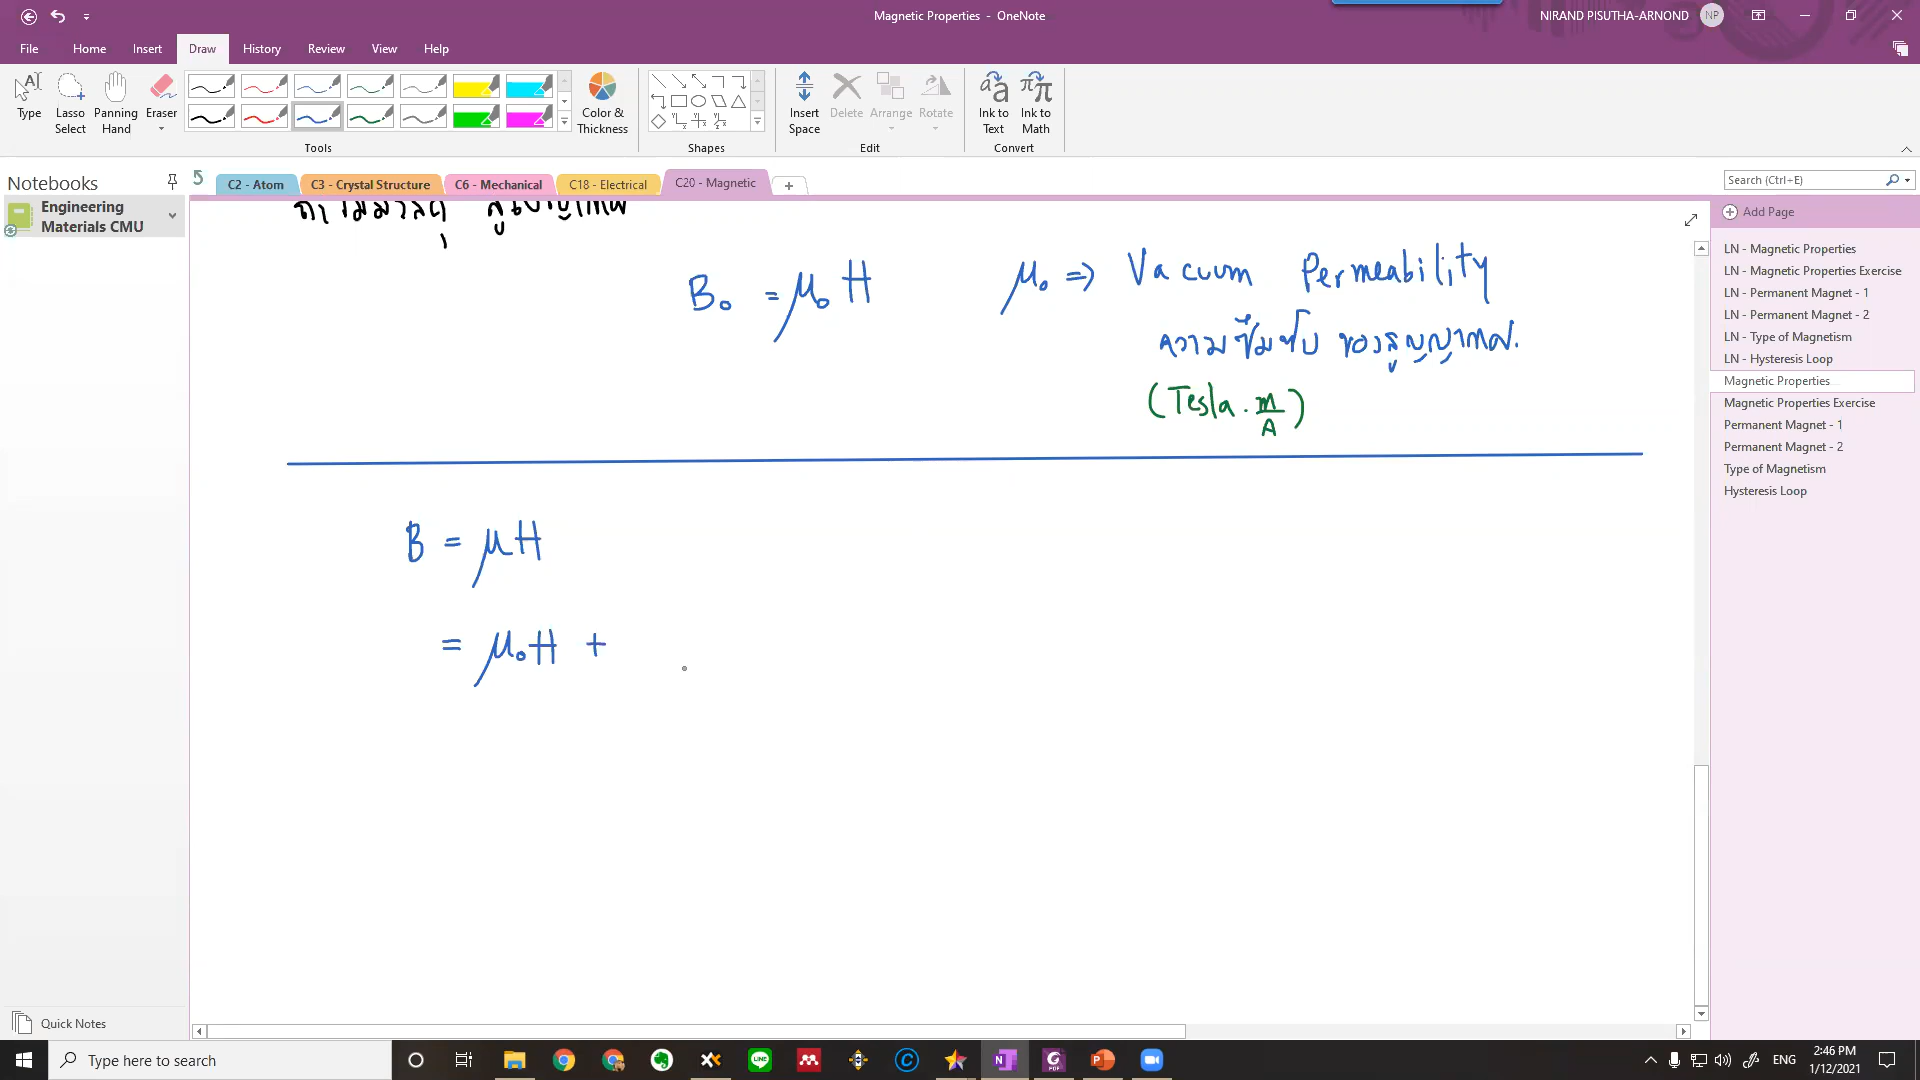 Magnetic Properties - OneNote
NIRAND PISUTHA-ARNOND NP
File Home Insert Draw History Review View Help
Type
Lasso Select
Panning Hand
Eraser
Color & Thickness
Insert Space
Delete
Arrange
Rotate
Ink to Text
Ink to Math
Tools
Shapes
Edit
Convert
Notebooks
C2 - Atom
C3 - Crystal Structure
C6 - Mechanical
C18 - Electrical
C20 - Magnetic
Search (Ctrl+E)
Engineering Materials CMU
Add Page
B₀ = μ₀ H
μ₀ ⇒ Vacuum Permeability
ความซึมซับ ของสูญญากาศ.
(Tesla · m/A)
B = μH
= μ₀H +
LN - Magnetic Properties
LN - Magnetic Properties Exercise
LN - Permanent Magnet - 1
LN - Permanent Magnet - 2
LN - Type of Magnetism
LN - Hysteresis Loop
Magnetic Properties
Magnetic Properties Exercise
Permanent Magnet - 1
Permanent Magnet - 2
Type of Magnetism
Hysteresis Loop
Quick Notes
Type here to search
ENG
2:46 PM
1/12/2021